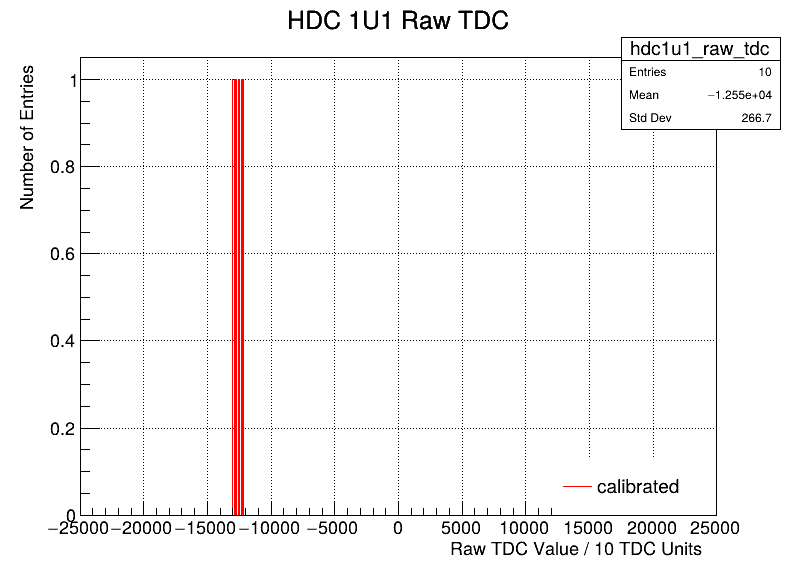 HDC 1U1 Raw TDC
hdc1u1_raw_tdc
Entries 10
Mean −1.255e+04
Std Dev 266.7
Number of Entries
1
0.8
0.6
0.4
0.2
0
calibrated
−25000 −20000 −15000 −10000 −5000 0 5000 10000 15000 20000 25000
Raw TDC Value / 10 TDC Units